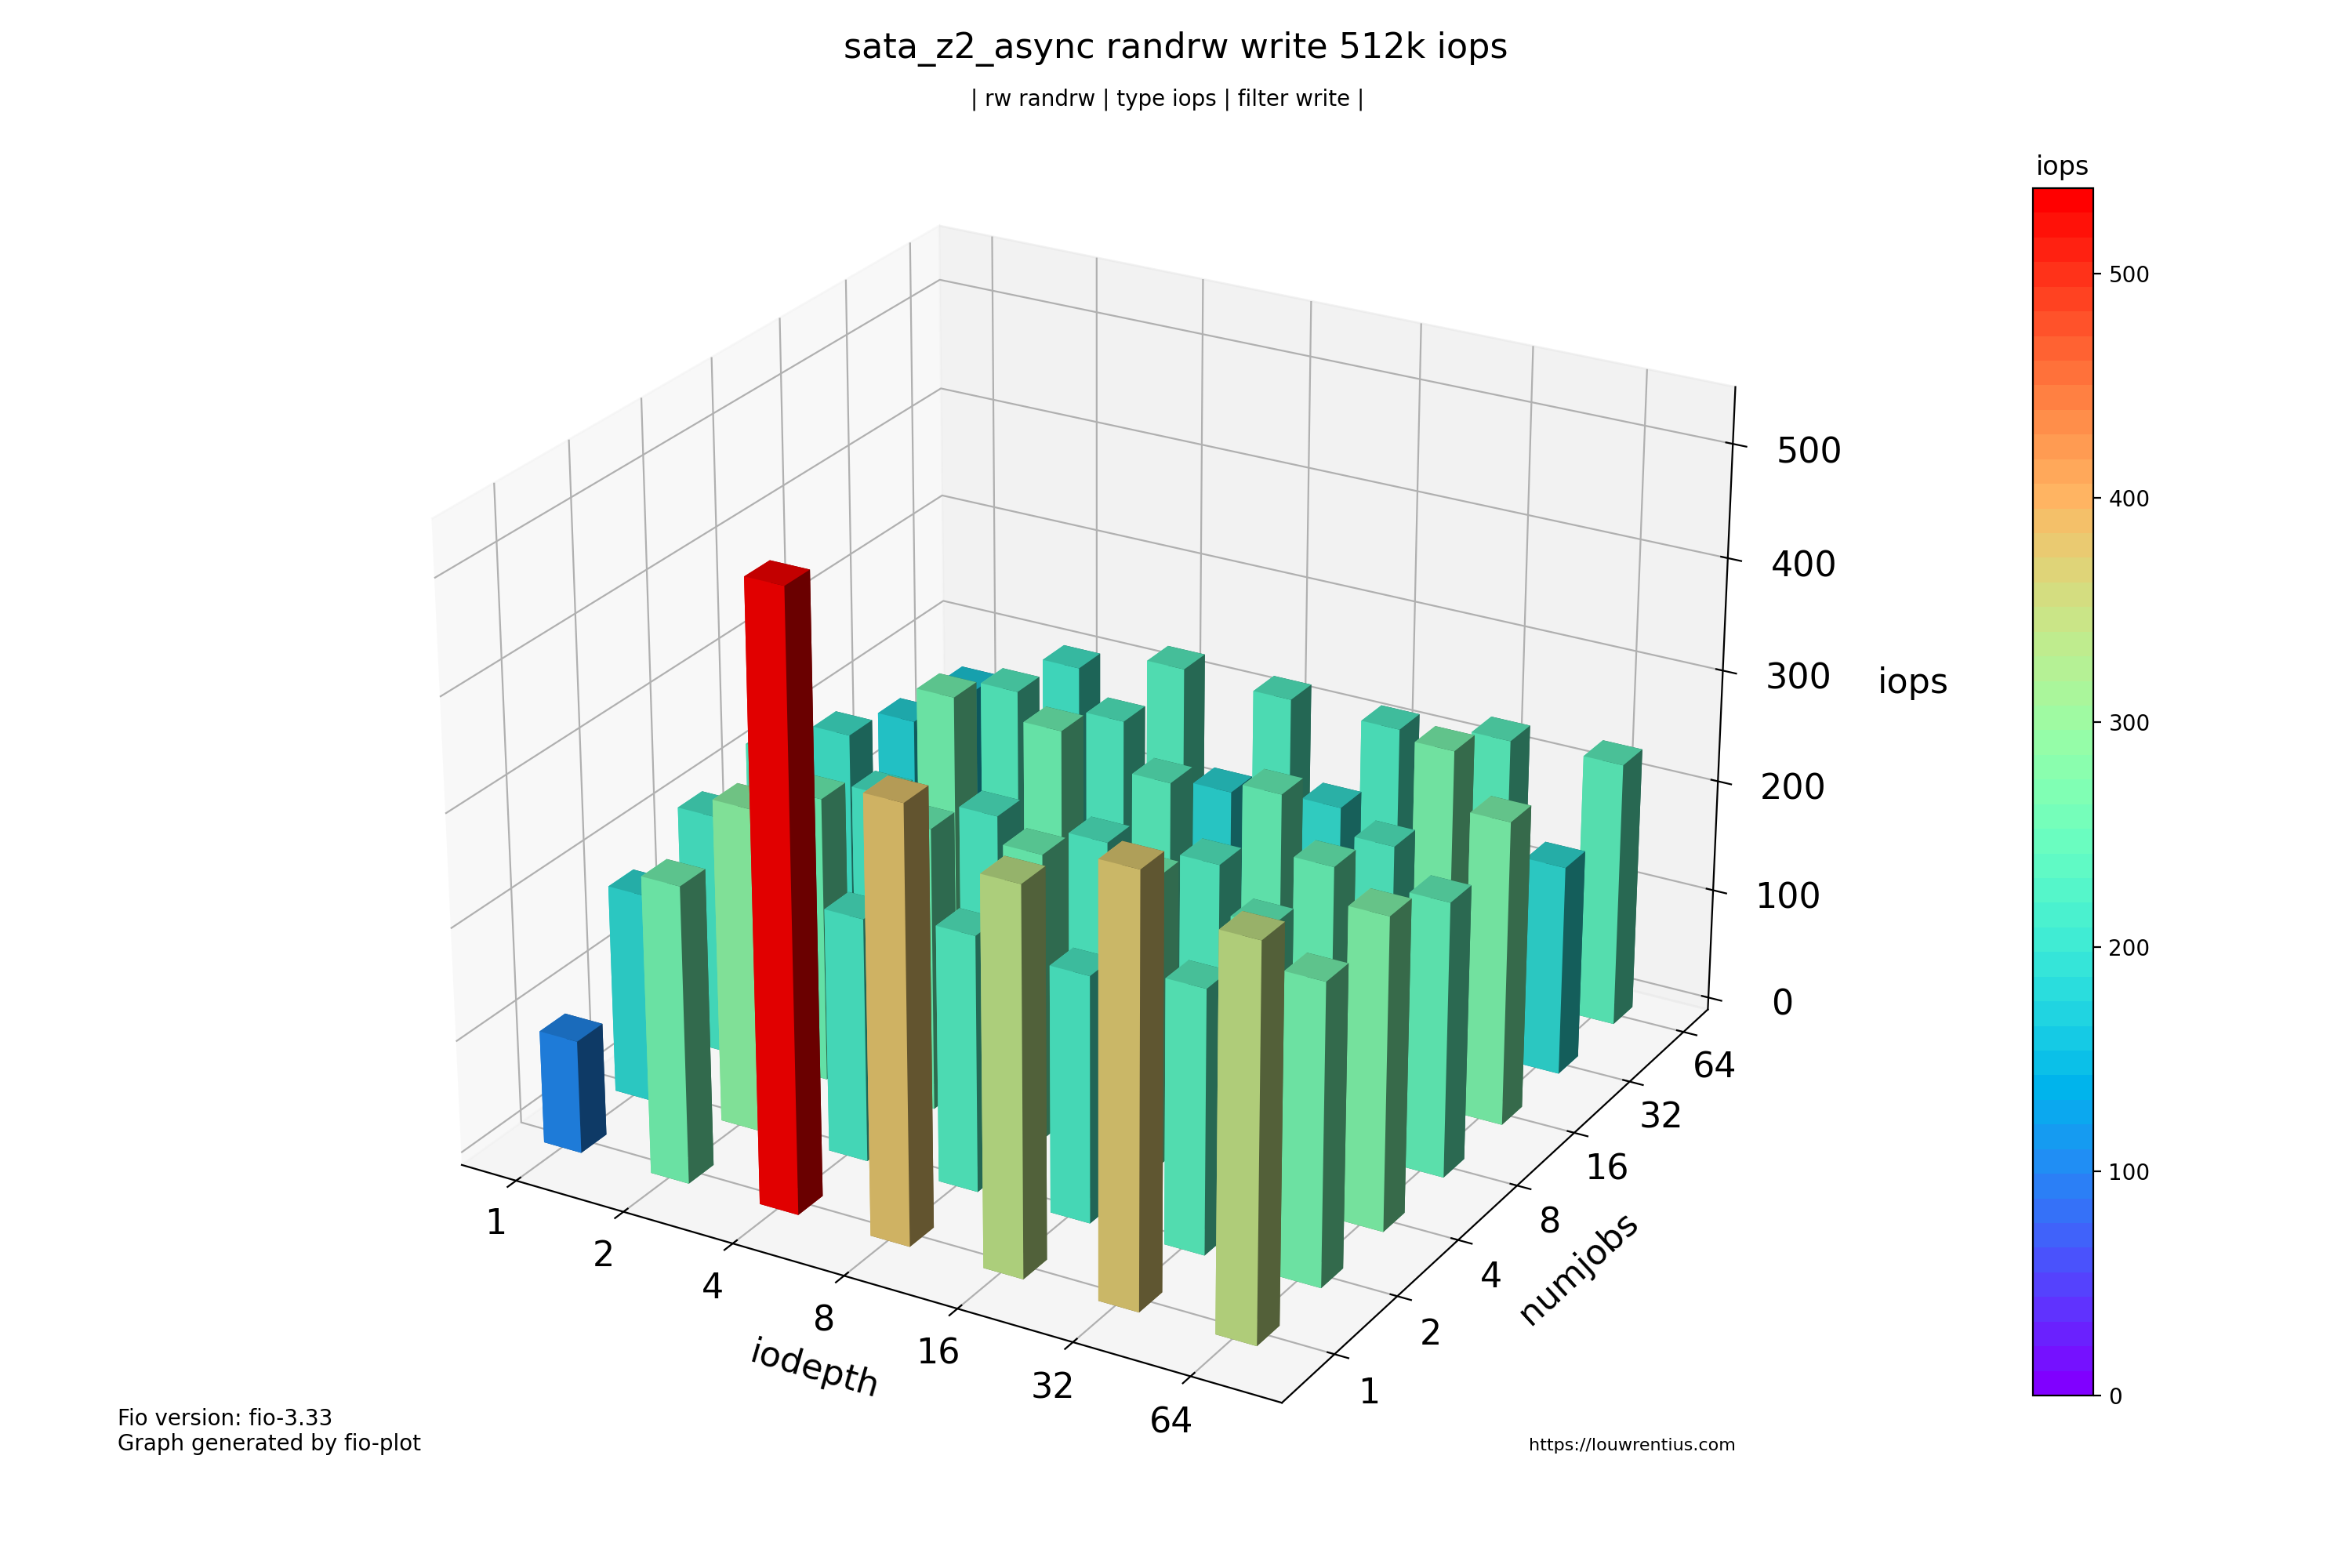 sata_z2_async randrw write 512k iops
| rw randrw | type iops | filter write |
iops
500
400
300
200
100
0
500
400
300
200
100
0
iops
1
2
4
8
16
32
64
iodepth
1
2
4
8
16
32
64
numjobs
Fio version: fio-3.33
Graph generated by fio-plot
https://louwrentius.com